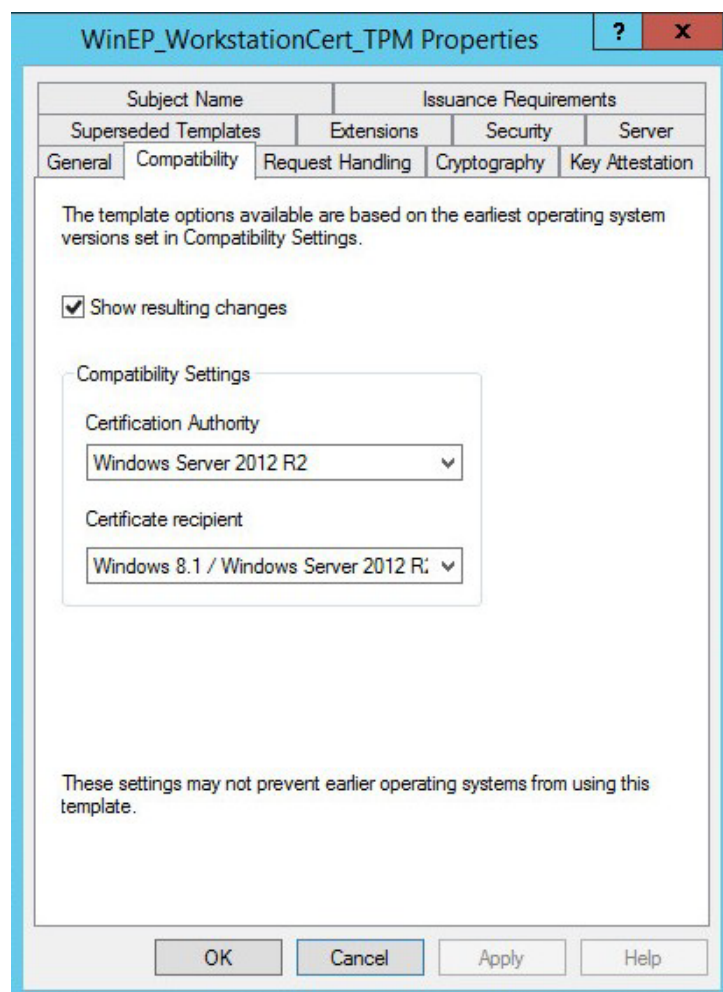 WinEP_WorkstationCert_TPM Properties
?
x
Subject Name
Issuance Requirements
Superseded Templates
Extensions
Security
Server
General
Compatibility
Request Handling
Cryptography
Key Attestation
The template options available are based on the earliest operating system
versions set in Compatibility Settings.
Show resulting changes
Compatibility Settings
Certification Authority
Windows Server 2012 R2
Certificate recipient
Windows 8.1 / Windows Server 2012 R2
These settings may not prevent earlier operating systems from using this
template.
OK
Cancel
Apply
Help